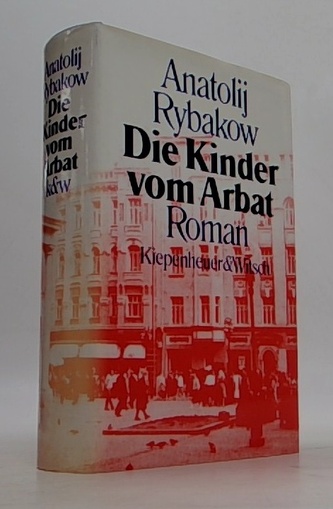 Anatolij
Rybakow
Die
Kinder
vom
Arbat
k&w
Anatolij
Rybakow
Die Kinder
vom Arbat
Roman
Kiepenheuer&Witsch